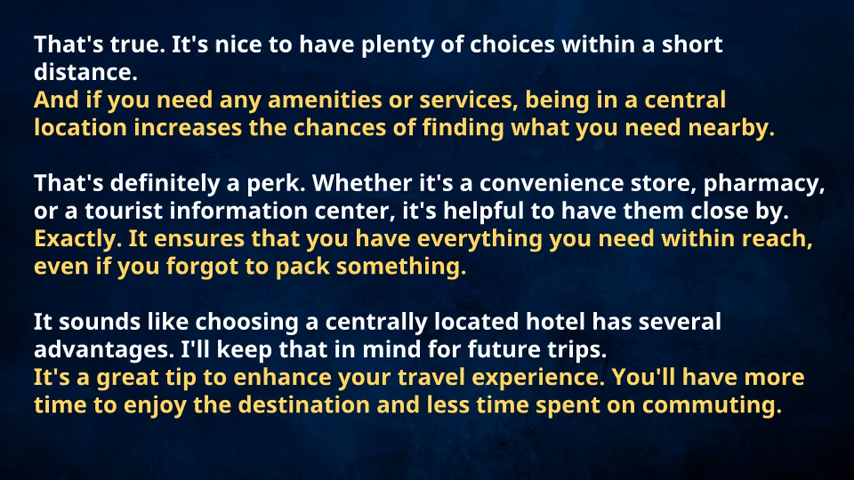 That's true. It's nice to have plenty of choices within a short
distance.
And if you need any amenities or services, being in a central
location increases the chances of finding what you need nearby.
That's definitely a perk. Whether it's a convenience store, pharmacy,
or a tourist information center, it's helpful to have them close by.
Exactly. It ensures that you have everything you need within reach,
even if you forgot to pack something.
It sounds like choosing a centrally located hotel has several
advantages. I'll keep that in mind for future trips.
It's a great tip to enhance your travel experience. You'll have more
time to enjoy the destination and less time spent on commuting.